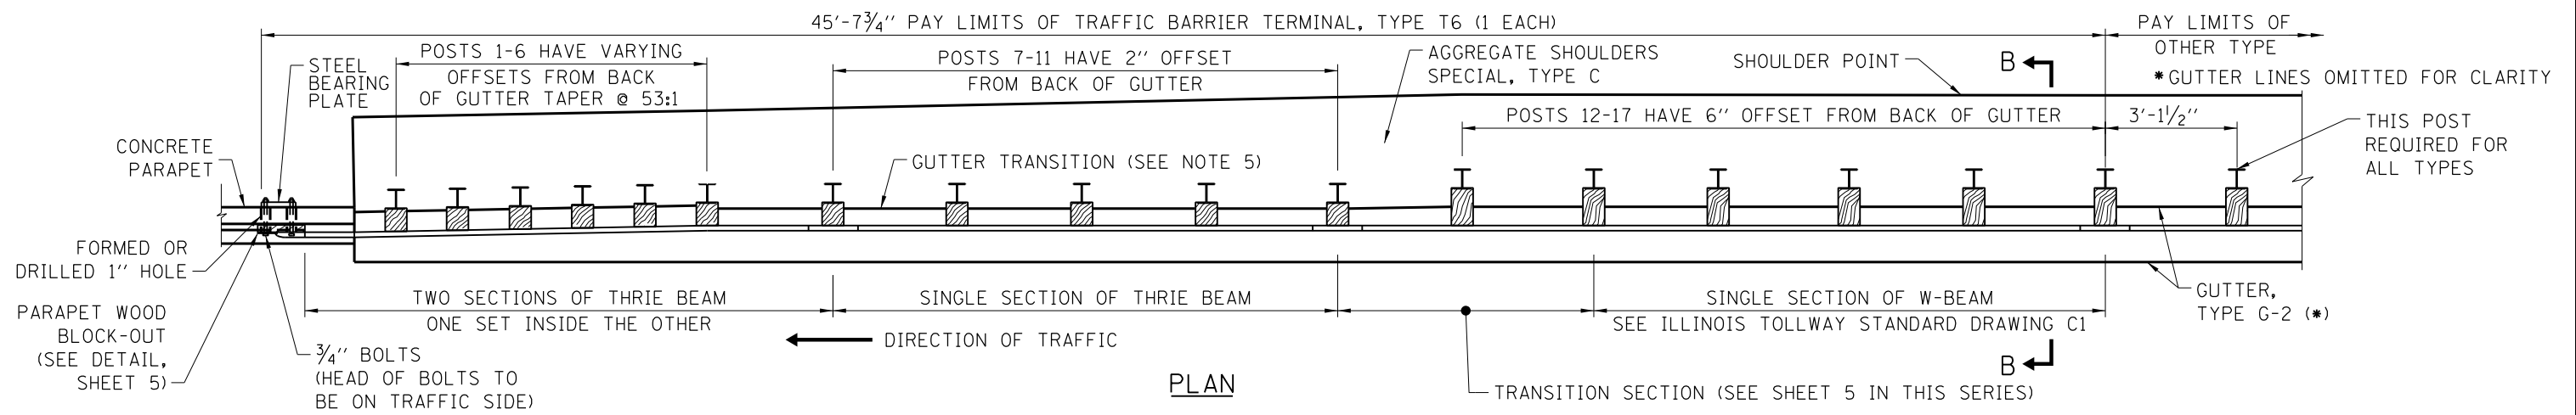 45'-7¾" PAY LIMITS OF TRAFFIC BARRIER TERMINAL, TYPE T6 (1 EACH)
PAY LIMITS OF
OTHER TYPE
*GUTTER LINES OMITTED FOR CLARITY
STEEL
BEARING
PLATE
POSTS 1-6 HAVE VARYING
OFFSETS FROM BACK
OF GUTTER TAPER @ 53:1
POSTS 7-11 HAVE 2" OFFSET
FROM BACK OF GUTTER
AGGREGATE SHOULDERS
SPECIAL, TYPE C
SHOULDER POINT
B
POSTS 12-17 HAVE 6" OFFSET FROM BACK OF GUTTER
3'-1½"
THIS POST
REQUIRED FOR
ALL TYPES
CONCRETE
PARAPET
GUTTER TRANSITION (SEE NOTE 5)
FORMED OR
DRILLED 1" HOLE
PARAPET WOOD
BLOCK-OUT
(SEE DETAIL,
SHEET 5)
TWO SECTIONS OF THRIE BEAM
ONE SET INSIDE THE OTHER
SINGLE SECTION OF THRIE BEAM
SINGLE SECTION OF W-BEAM
SEE ILLINOIS TOLLWAY STANDARD DRAWING C1
GUTTER,
TYPE G-2 (*)
DIRECTION OF TRAFFIC
¾" BOLTS
(HEAD OF BOLTS TO
BE ON TRAFFIC SIDE)
B
TRANSITION SECTION (SEE SHEET 5 IN THIS SERIES)
PLAN